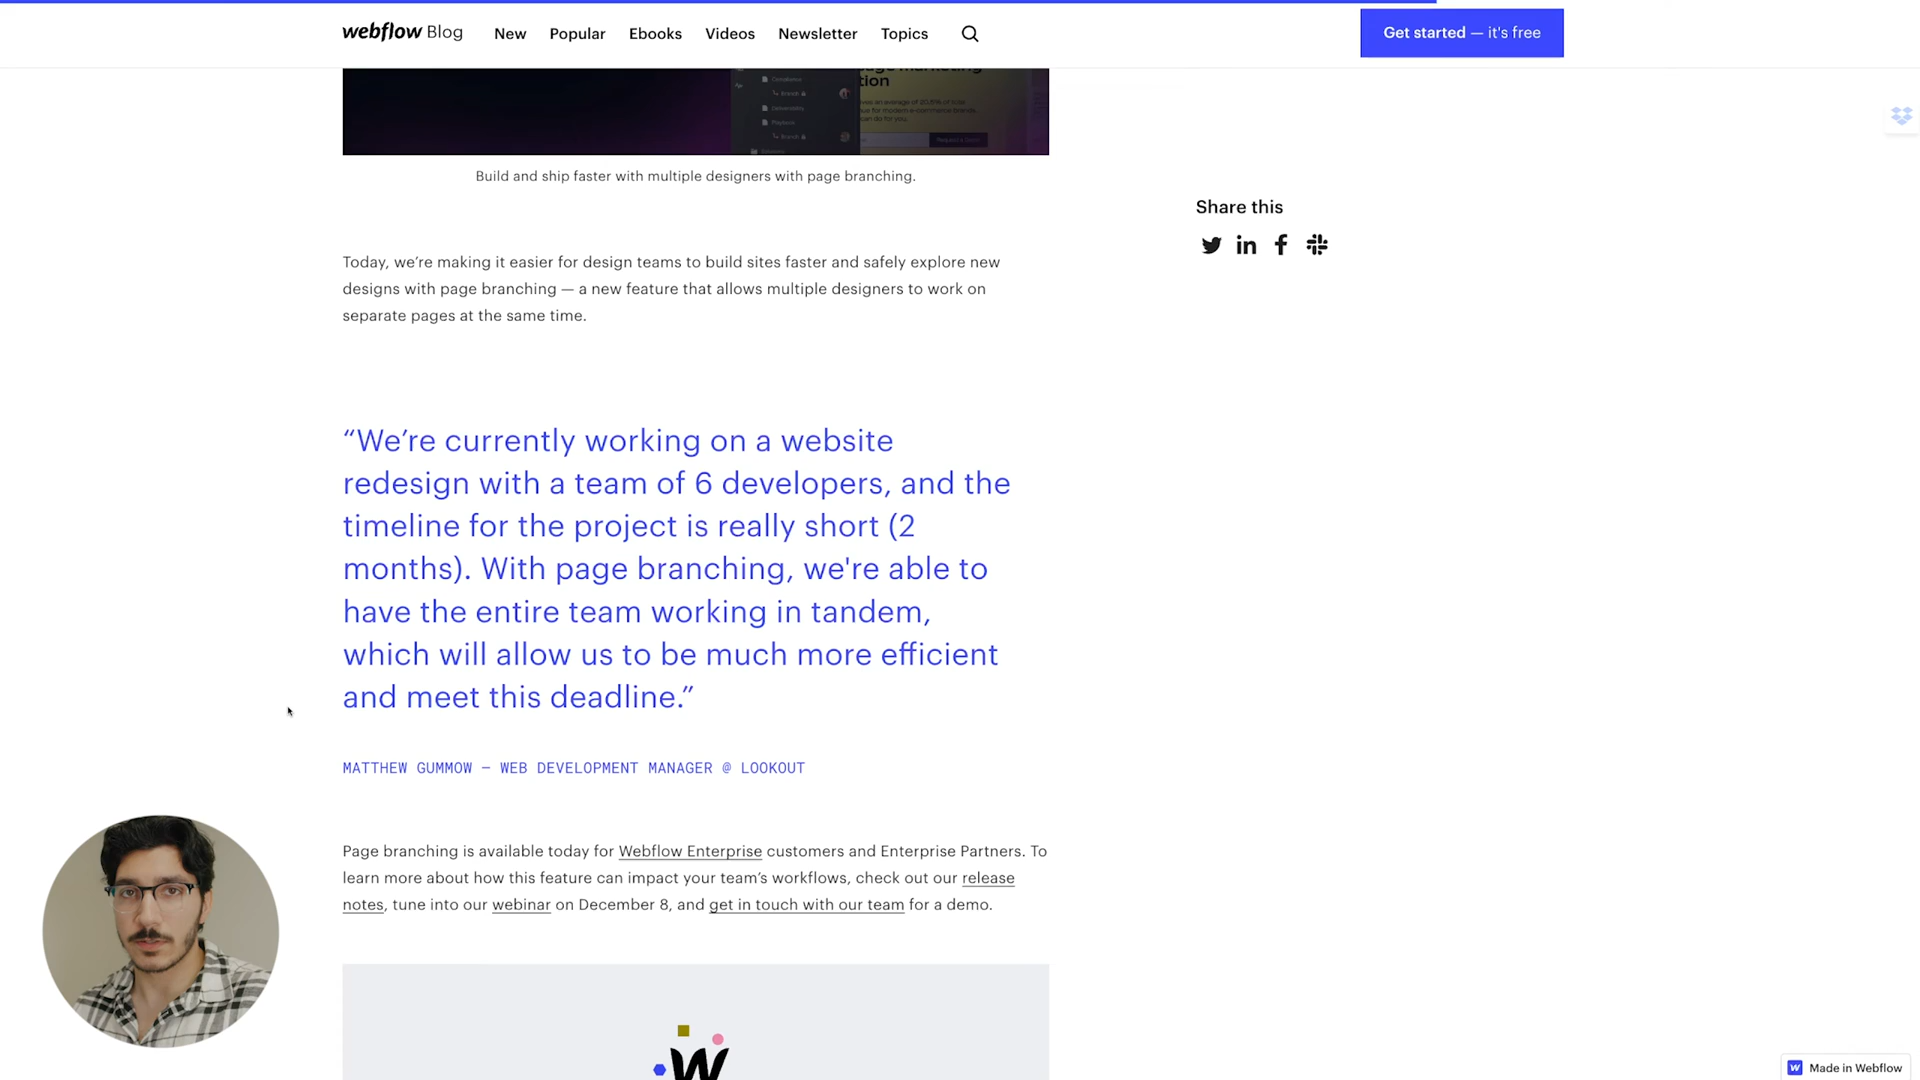 webflow Blog New Popular Ebooks Videos Newsletter Topics
Get started — it's free
tion
Compliance
Branch
Playbook
Branch
Build and ship faster with multiple designers with page branching.
Share this
Today, we’re making it easier for design teams to build sites faster and safely explore new
designs with page branching — a new feature that allows multiple designers to work on
separate pages at the same time.
“We’re currently working on a website
redesign with a team of 6 developers, and the
timeline for the project is really short (2
months). With page branching, we're able to
have the entire team working in tandem,
which will allow us to be much more efficient
and meet this deadline.”
MATTHEW GUMMOW — WEB DEVELOPMENT MANAGER @ LOOKOUT
Page branching is available today for Webflow Enterprise customers and Enterprise Partners. To
learn more about how this feature can impact your team’s workflows, check out our release
notes, tune into our webinar on December 8, and get in touch with our team for a demo.
W
Made in Webflow